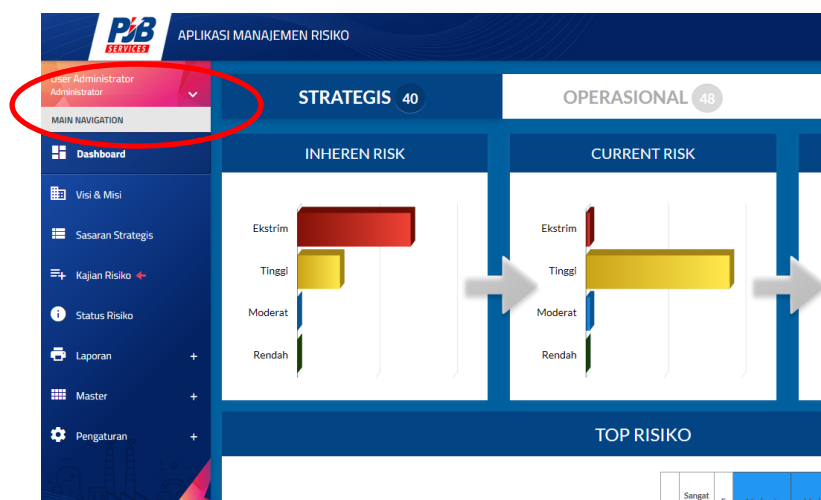 PJB
SERVICES
APLIKASI MANAJEMEN RISIKO
User Administrator
Administrator
MAIN NAVIGATION
Dashboard
Visi & Misi
Sasaran Strategis
Kajian Risiko
Status Risiko
Laporan +
Master +
Pengaturan +
STRATEGIS 40
OPERASIONAL 48
INHEREN RISK
Ekstrim
Tinggi
Moderat
Rendah
CURRENT RISK
Ekstrim
Tinggi
Moderat
Rendah
TOP RISIKO
Sangat